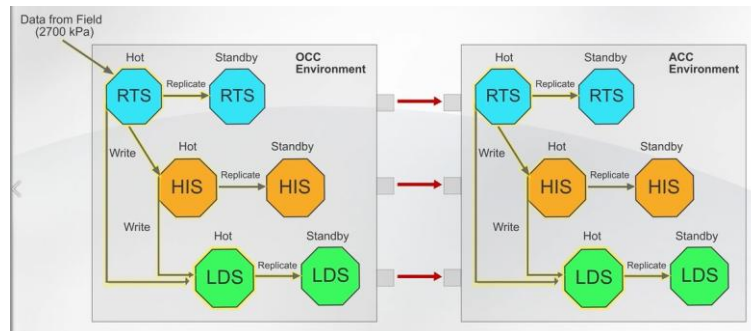 Data from Field
(2700 kPa)
Hot
Standby
OCC
Environment
RTS
Replicate
RTS
Write
Hot
Standby
HIS
Replicate
HIS
Write
Hot
Standby
LDS
Replicate
LDS
Hot
Standby
ACC
Environment
RTS
Replicate
RTS
Write
Hot
Standby
HIS
Replicate
HIS
Write
Hot
Standby
LDS
Replicate
LDS